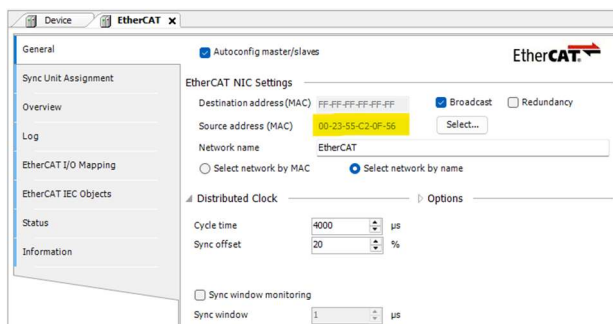 Device EtherCAT
General
Autoconfig master/slaves
EtherCAT
Sync Unit Assignment
EtherCAT NIC Settings
Overview
Destination address (MAC) FF-FF-FF-FF-FF-FF Broadcast Redundancy
Source address (MAC) 00-23-55-C2-0F-56 Select...
Log
Network name EtherCAT
EtherCAT I/O Mapping
Select network by MAC Select network by name
EtherCAT IEC Objects
Distributed Clock Options
Status
Cycle time 4000 µs
Sync offset 20 %
Information
Sync window monitoring
Sync window 1 µs